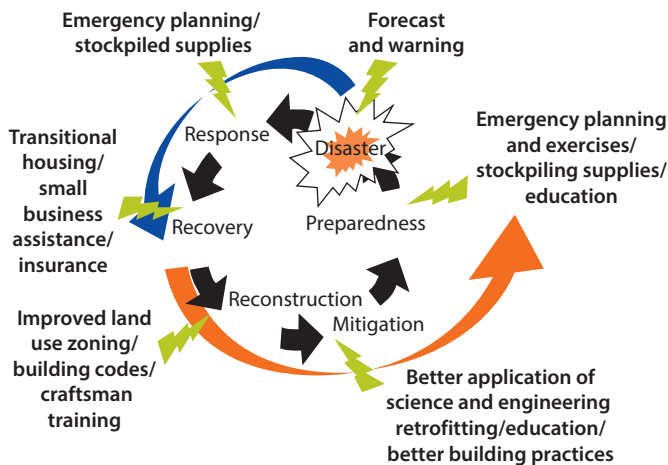 Emergency planning/
stockpiled supplies
Forecast
and warning
Response
Disaster
Emergency planning
and exercises/
stockpiling supplies/
education
Transitional
housing/
small
business
assistance/
insurance
Recovery
Preparedness
Reconstruction
Mitigation
Improved land
use zoning/
building codes/
craftsman
training
Better application of
science and engineering
retrofitting/education/
better building practices